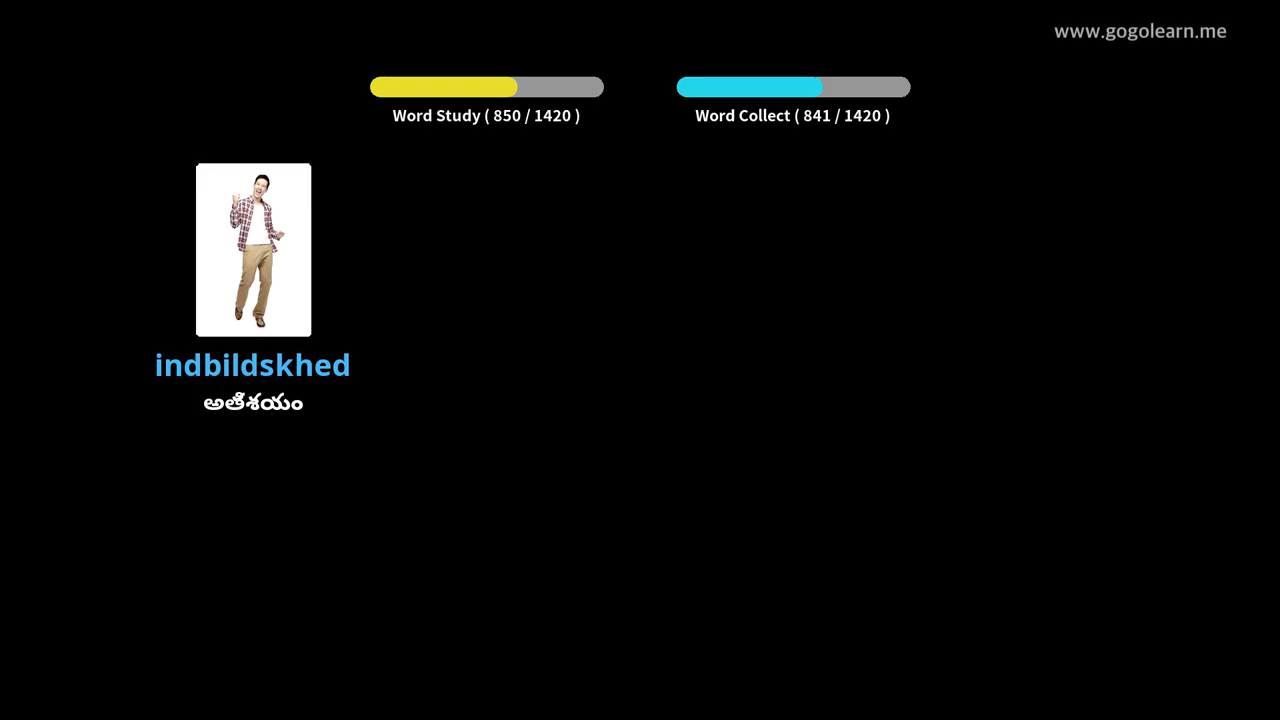 www.gogolearn.me
Word Study ( 850 / 1420 )
Word Collect ( 841 / 1420 )
indbildskhed
అతిశయం